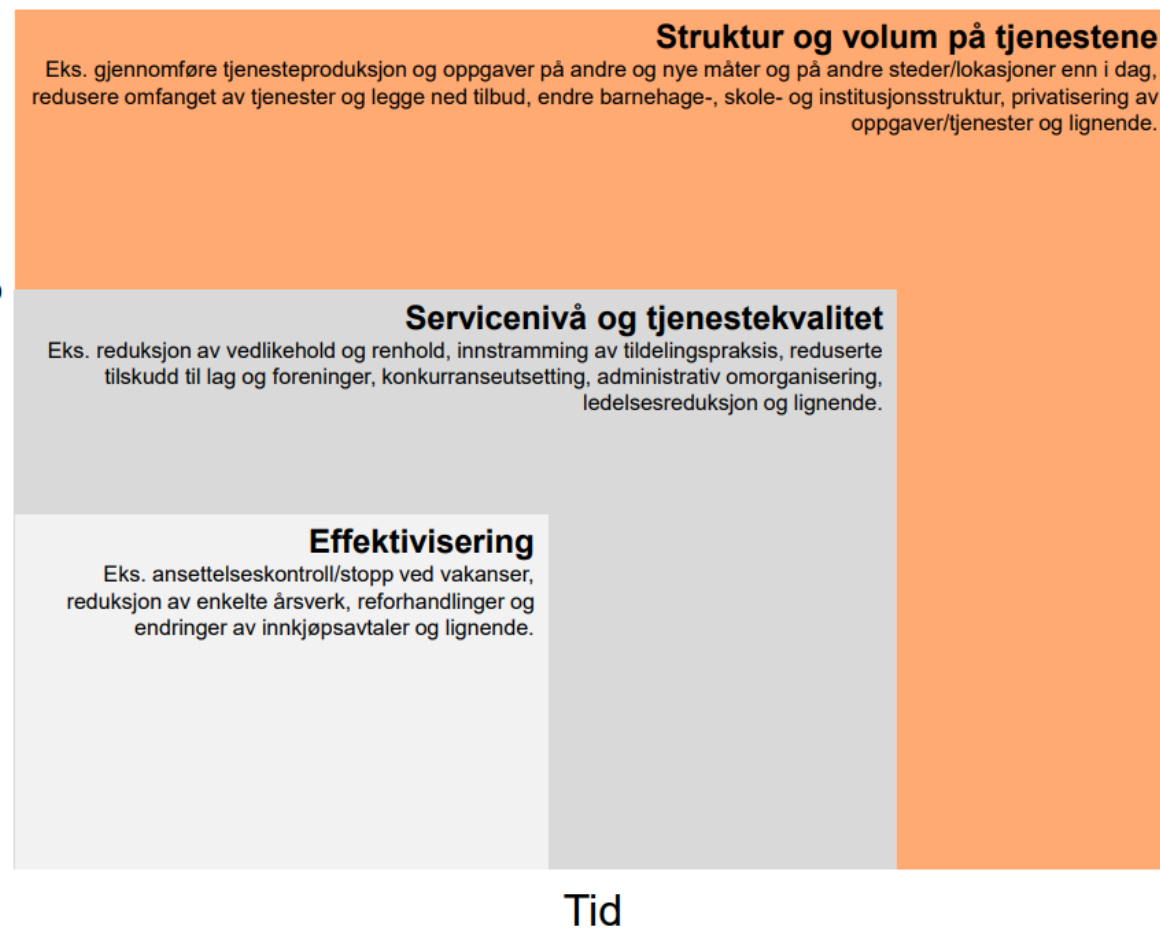 Struktur og volum på tjenestene
Eks. gjennomføre tjenesteproduksjon og oppgaver på andre og nye måter og på andre steder/lokasjoner enn i dag,
redusere omfanget av tjenester og legge ned tilbud, endre barnehage-, skole- og institusjonsstruktur, privatisering av
oppgaver/tjenester og lignende.
Servicenivå og tjenestekvalitet
Eks. reduksjon av vedlikehold og renhold, innstramming av tildelingspraksis, reduserte
tilskudd til lag og foreninger, konkurranseutsetting, administrativ omorganisering,
ledelsesreduksjon og lignende.
Effektivisering
Eks. ansettelseskontroll/stopp ved vakanser,
reduksjon av enkelte årsverk, reforhandlinger og
endringer av innkjøpsavtaler og lignende.
Tid